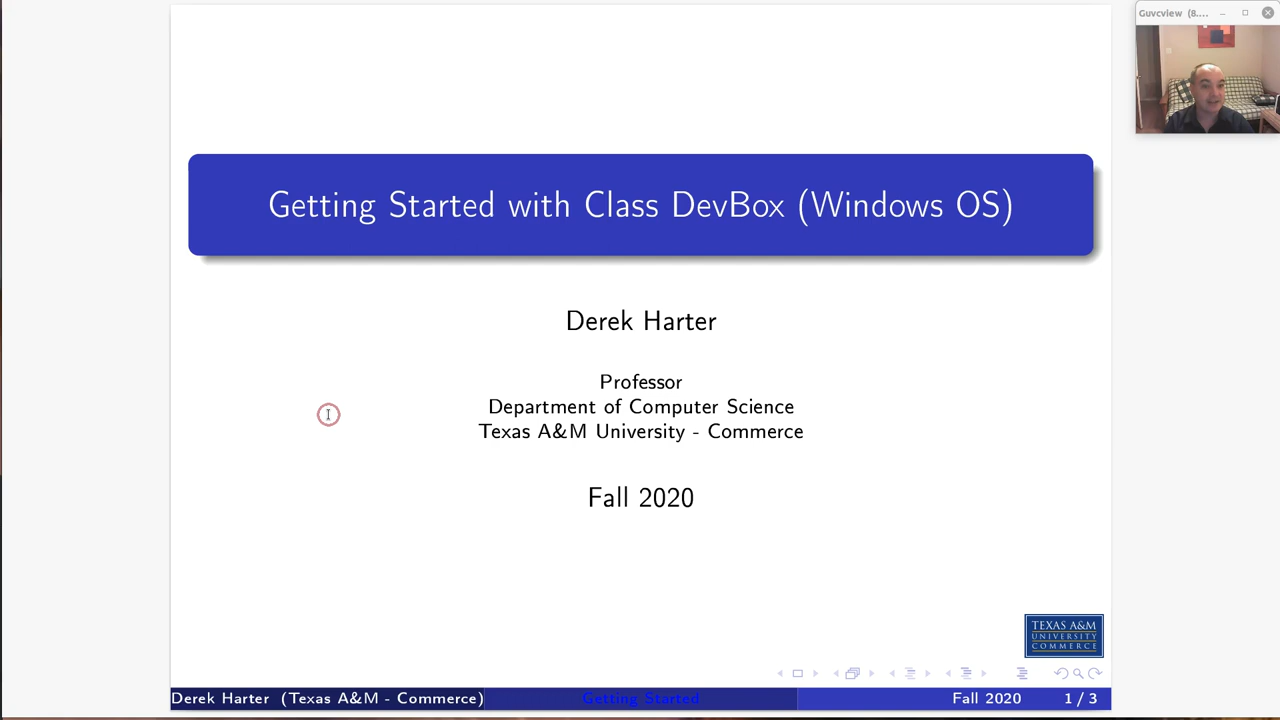 Guvcview (8....
Getting Started with Class DevBox (Windows OS)
Derek Harter
Professor
Department of Computer Science
Texas A&M University - Commerce
Fall 2020
TEXAS A&M
UNIVERSITY
COMMERCE
Derek Harter (Texas A&M - Commerce) Getting Started Fall 2020 1 / 3